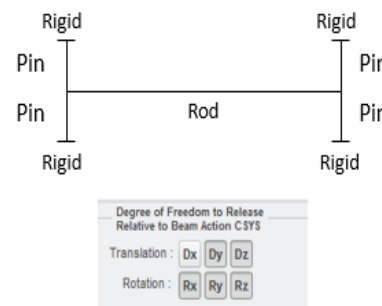 Rigid Rigid
Pin Pin
Pin Rod Pin
Rigid Rigid
Degree of Freedom to Release
Relative to Beam Action CSYS
Translation : Dx Dy Dz
Rotation : Rx Ry Rz